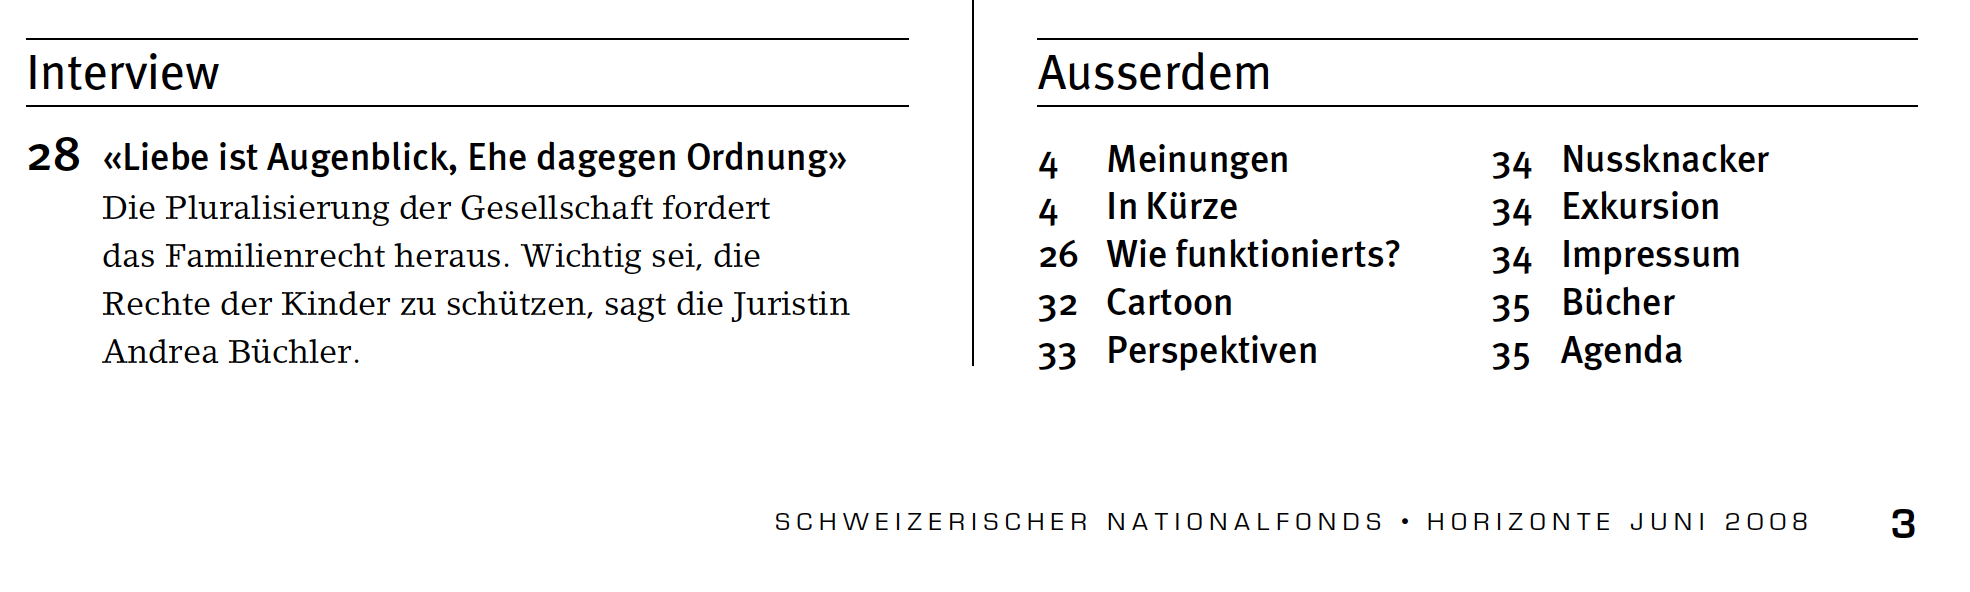 Interview
28 «Liebe ist Augenblick, Ehe dagegen Ordnung»
Die Pluralisierung der Gesellschaft fordert
das Familienrecht heraus. Wichtig sei, die
Rechte der Kinder zu schützen, sagt die Juristin
Andrea Büchler.
Ausserdem
4 Meinungen
4 In Kürze
26 Wie funktionierts?
32 Cartoon
33 Perspektiven
34 Nussknacker
34 Exkursion
34 Impressum
35 Bücher
35 Agenda
SCHWEIZERISCHER NATIONALFONDS • HORIZONTE JUNI 2008 3